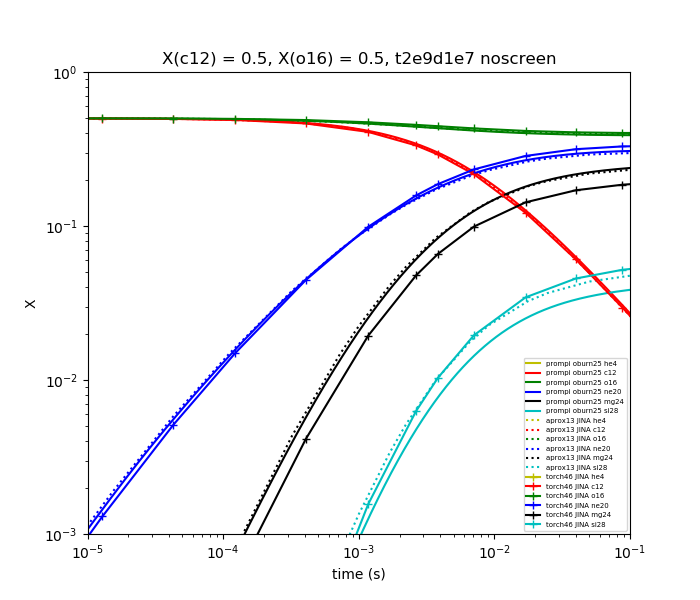 X(c12) = 0.5, X(o16) = 0.5, t2e9d1e7 noscreen
10^0
10^-1
10^-2
10^-3
X
10^-5
10^-4
10^-3
10^-2
10^-1
time (s)
prompi oburn25 he4
prompi oburn25 c12
prompi oburn25 o16
prompi oburn25 ne20
prompi oburn25 mg24
prompi oburn25 si28
aprox13 JINA he4
aprox13 JINA c12
aprox13 JINA o16
aprox13 JINA ne20
aprox13 JINA mg24
aprox13 JINA si28
torch46 JINA he4
torch46 JINA c12
torch46 JINA o16
torch46 JINA ne20
torch46 JINA mg24
torch46 JINA si28